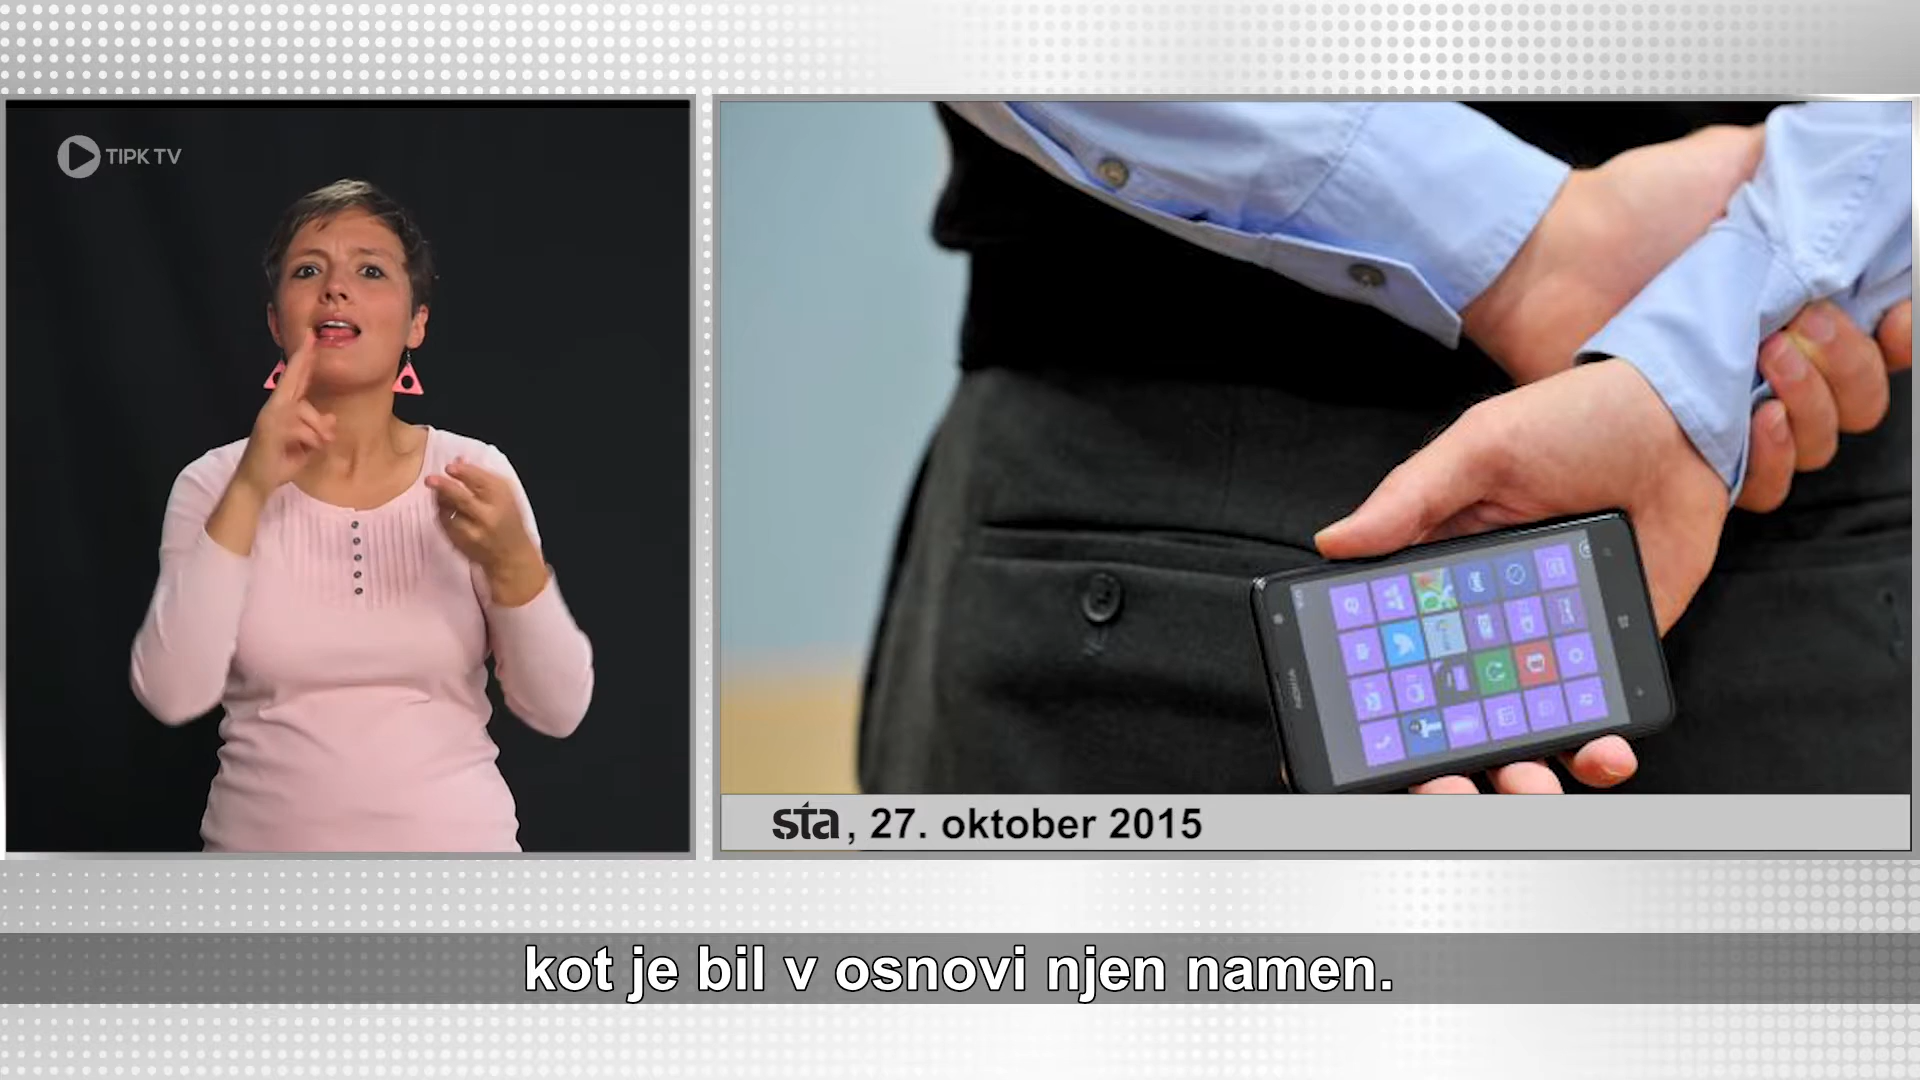 TIPK TV
sta, 27. oktober 2015
kot je bil v osnovi njen namen.